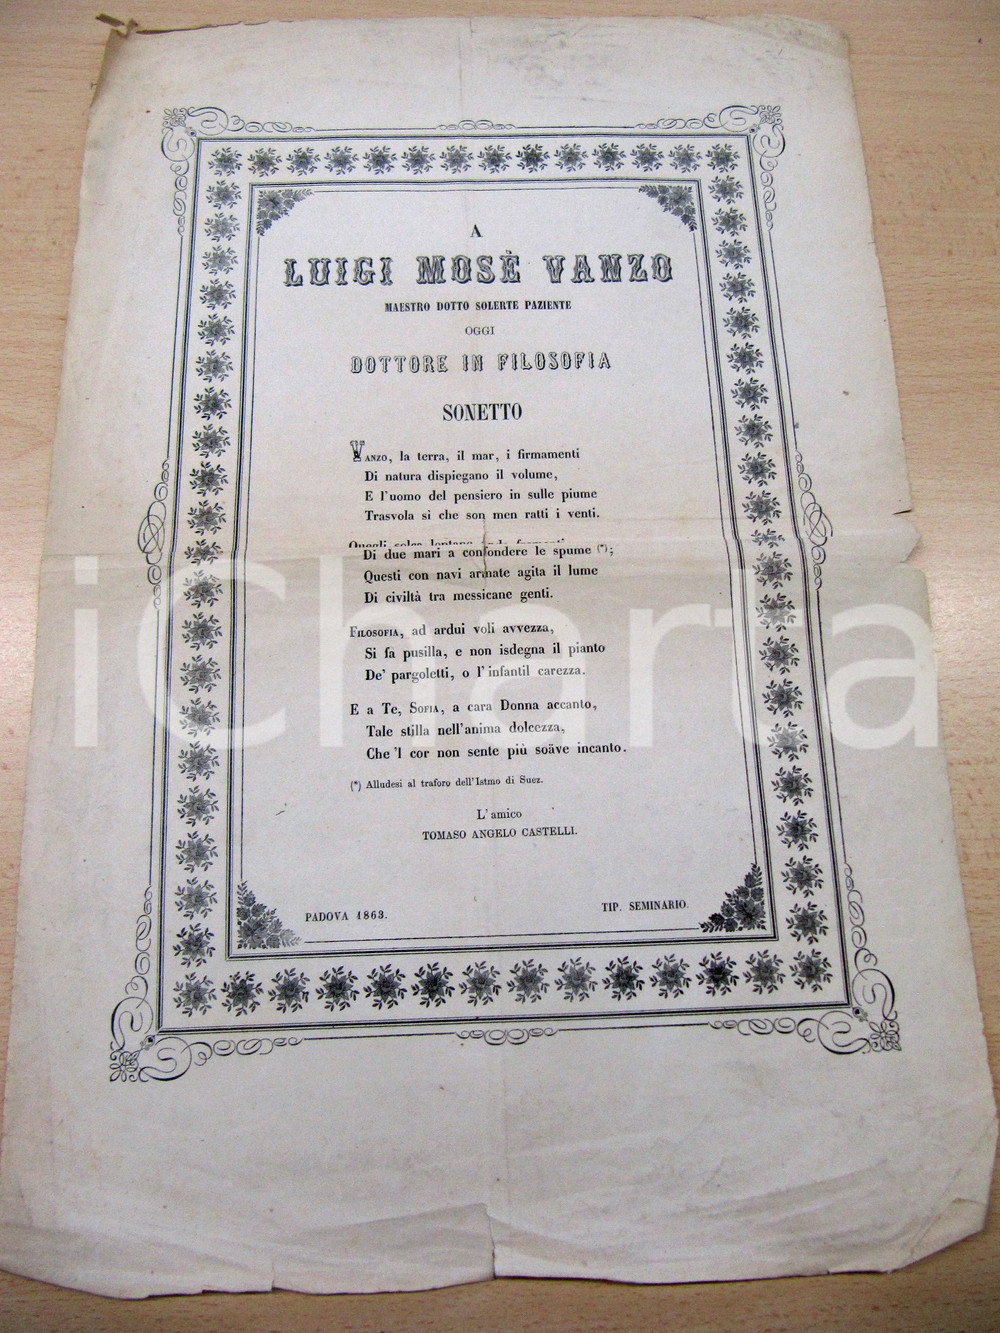 A
LUIGI MOSÈ VANZO
MAESTRO DOTTO SOLERTE PAZIENTE
OGGI
DOTTORE IN FILOSOFIA
SONETTO
VANZO, la terra, il mar, i firmamenti
Di natura dispiegano il volume,
E l'uomo del pensiero in sulle piume
Trasvola sì che son men ratti i venti.
Quegli solca lontane
Di due mari a confondere le spume (*);
Questi con navi armate agita il lume
Di civiltà tra messicane genti.
FILOSOFIA, ad ardui voli avvezza,
Si fa pusilla, e non isdegna il pianto
De' pargoletti, o l'infantil carezza.
E a Te, SOFIA, a cara Donna accanto,
Tale stilla nell'anima dolcezza,
Che 'l cor non sente più soäve incanto.
(*) Alludesi al traforo dell'Istmo di Suez.
L'amico
TOMASO ANGELO CASTELLI.
PADOVA 1863.
TIP. SEMINARIO.
iCharta